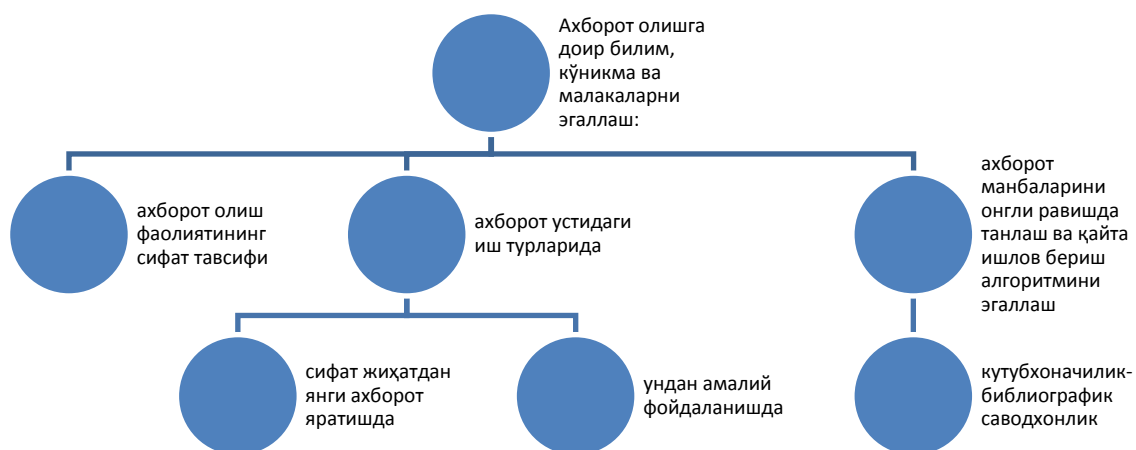 Ахборот олишга
доир билим,
кўникма ва
малакаларни
эгаллаш:
ахборот олиш
фаолиятининг
сифат тавсифи
ахборот устидаги
иш турларида
ахборот
манбаларини
онгли равишда
танлаш ва қайта
ишлов бериш
алгоритмини
эгаллаш
сифат жиҳатдан
янги ахборот
яратишда
ундан амалий
фойдаланишда
кутубхоначилик-
библиографик
саводхонлик